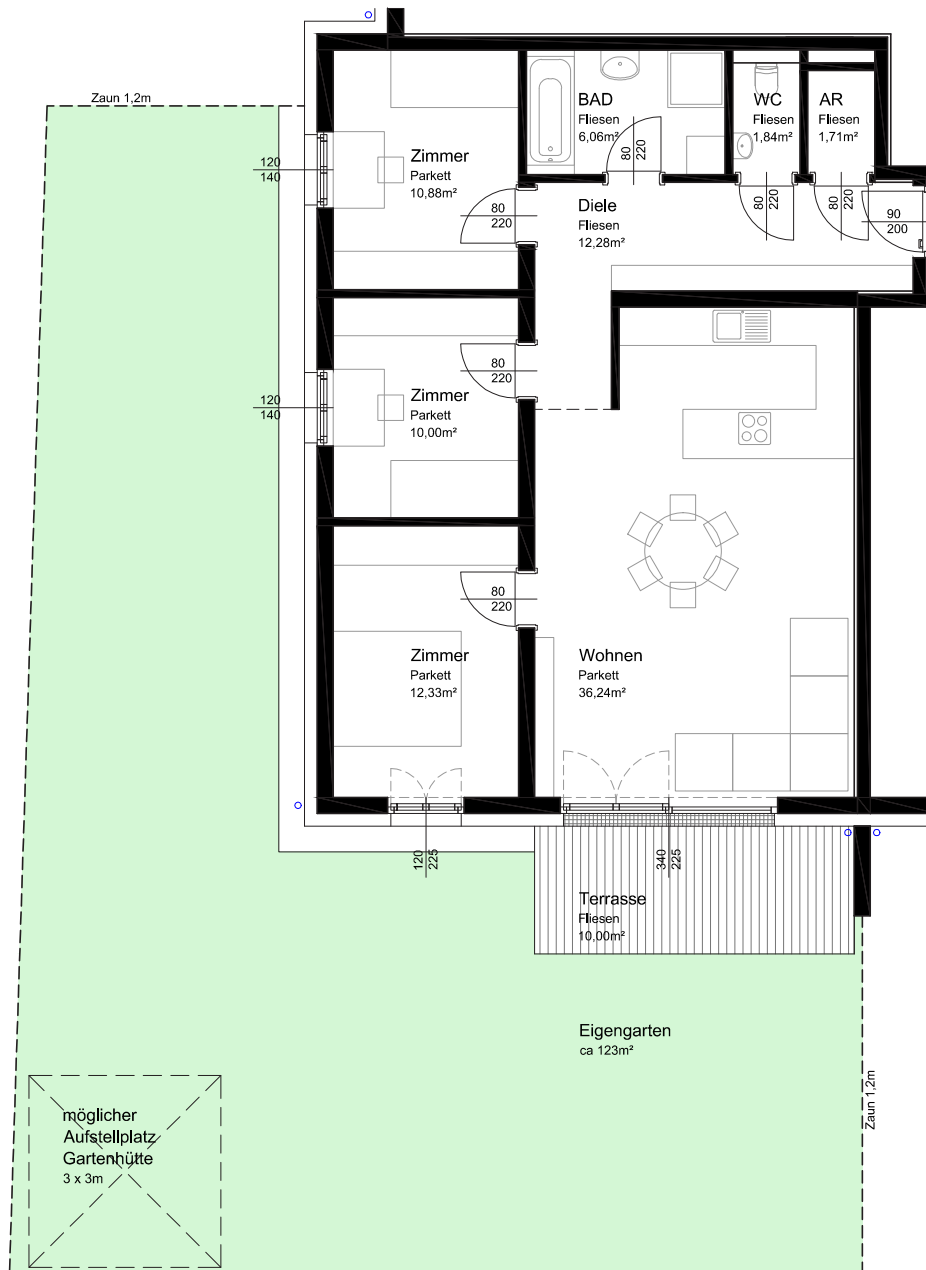 Zaun 1,2m
BAD
Fliesen
6,06m²
WC
Fliesen
1,84m²
AR
Fliesen
1,71m²
120
140
Zimmer
Parkett
10,88m²
80
220
80
220
Diele
Fliesen
12,28m²
80
220
80
220
90
200
120
140
Zimmer
Parkett
10,00m²
80
220
80
220
Zimmer
Parkett
12,33m²
Wohnen
Parkett
36,24m²
120
225
340
225
Terrasse
Fliesen
10,00m²
Eigengarten
ca 123m²
Zaun 1,2m
möglicher
Aufstellplatz
Gartenhütte
3 x 3m